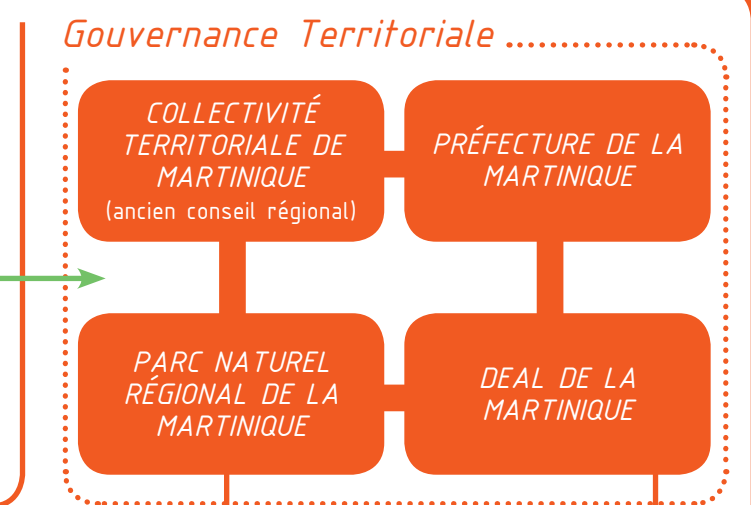 Gouvernance Territoriale
COLLECTIVITÉ
TERRITORIALE DE
MARTINIQUE
(ancien conseil régional)
PRÉFECTURE DE LA
MARTINIQUE
PARC NATUREL
RÉGIONAL DE LA
MARTINIQUE
DEAL DE LA
MARTINIQUE